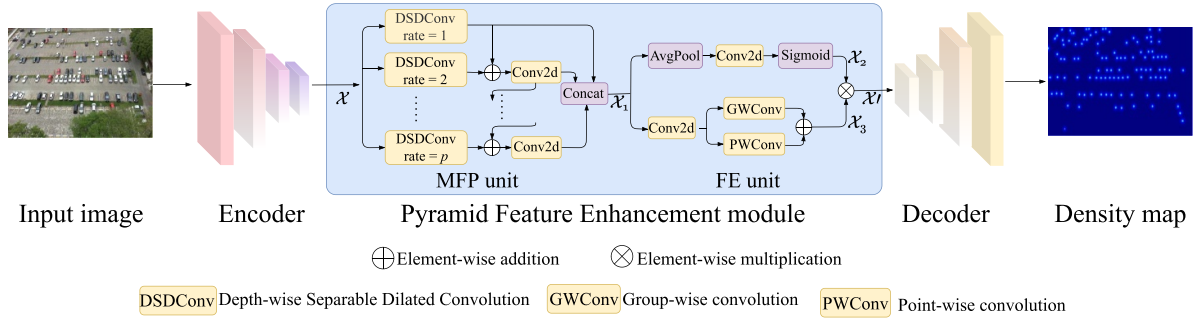 DSDConv
rate = 1
DSDConv
rate = 2
DSDConv
rate = p
Conv2d
Conv2d
Concat
MFP unit
𝒳
𝒳₁
AvgPool
Conv2d
Sigmoid
𝒳₂
Conv2d
GWConv
PWConv
𝒳₃
𝒳′
FE unit
Input image
Encoder
Pyramid Feature Enhancement module
Decoder
Density map
Element-wise addition
Element-wise multiplication
DSDConv Depth-wise Separable Dilated Convolution
GWConv Group-wise convolution
PWConv Point-wise convolution